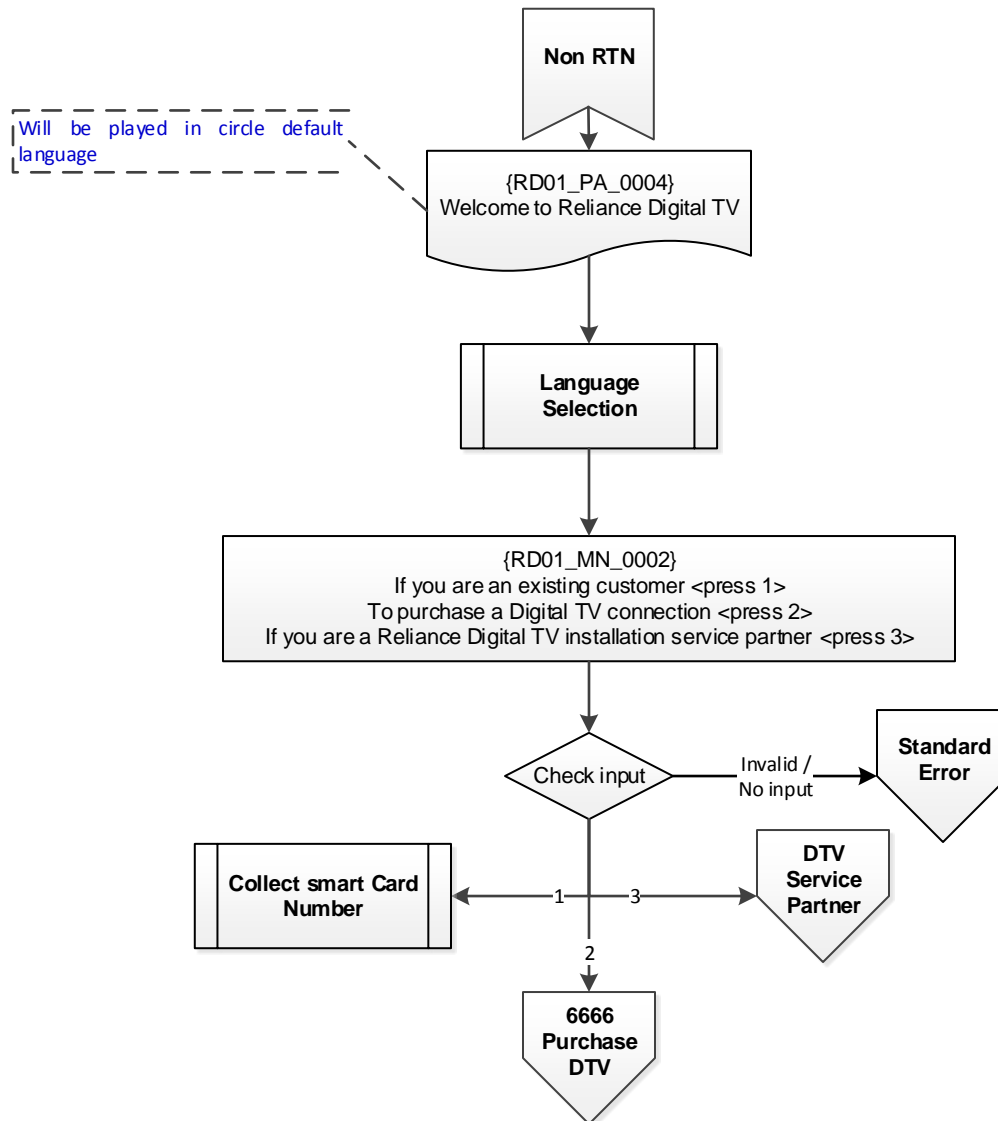 Non RTN
Will be played in circle default
language
{RD01_PA_0004}
Welcome to Reliance Digital TV
Language
Selection
{RD01_MN_0002}
If you are an existing customer <press 1>
To purchase a Digital TV connection <press 2>
If you are a Reliance Digital TV installation service partner <press 3>
Check input
Invalid /
No input
Standard
Error
Collect smart Card
Number
1
3
DTV
Service
Partner
2
6666
Purchase
DTV